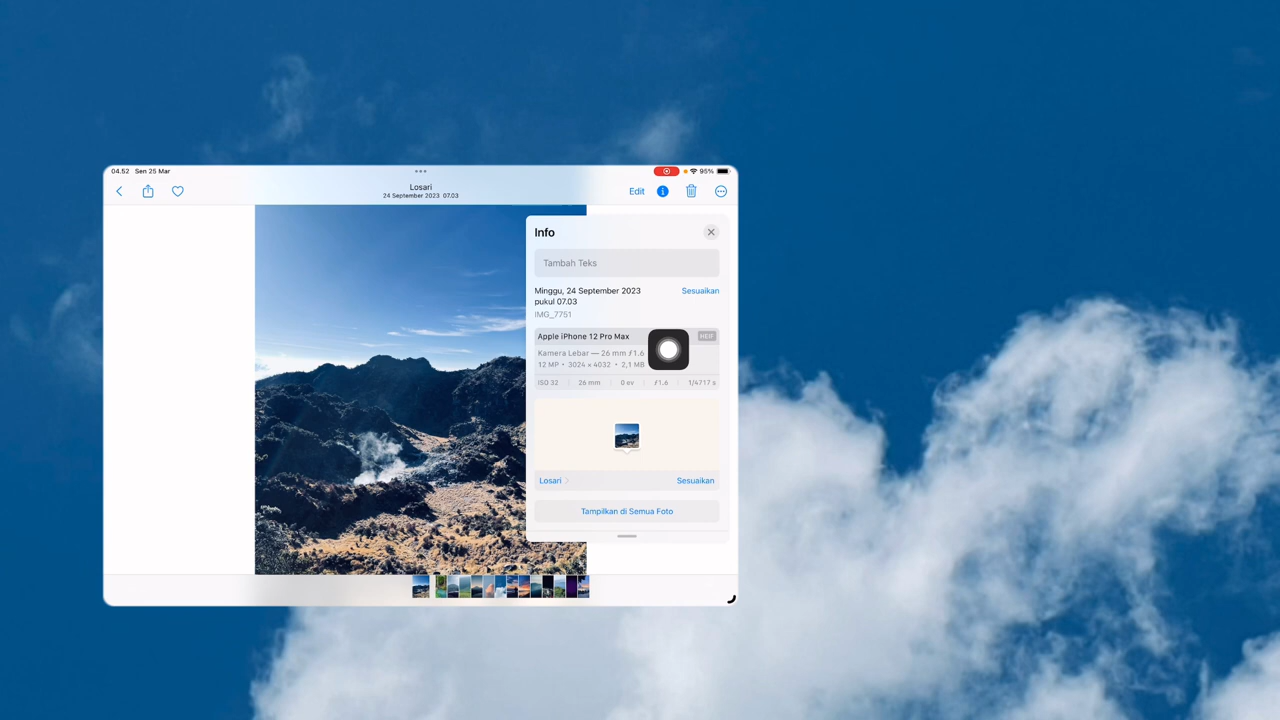 04.52 Sen 25 Mar
95%
Losari
24 September 2023 07.03
Edit
Info
Tambah Teks
Minggu, 24 September 2023
pukul 07.03
Sesuaikan
IMG_7751
Apple iPhone 12 Pro Max
HEIF
Kamera Lebar — 26 mm ƒ1.6
12 MP • 3024 × 4032 • 2,1 MB
ISO 32 26 mm 0 ev ƒ1.6 1/4717 s
Losari
Sesuaikan
Tampilkan di Semua Foto